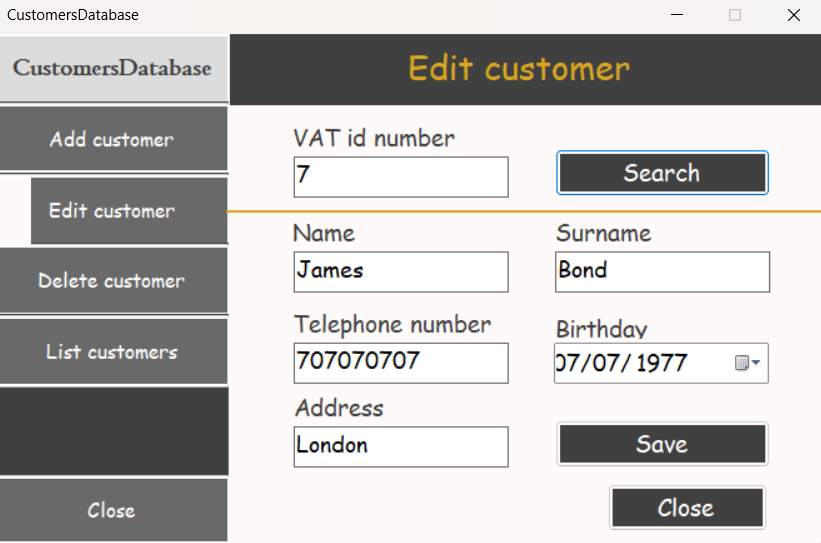 CustomersDatabase
CustomersDatabase
Add customer
Edit customer
Delete customer
List customers
Close
Edit customer
VAT id number
7
Search
Name
Surname
James
Bond
Telephone number
Birthday
707070707
07/07/1977
Address
London
Save
Close